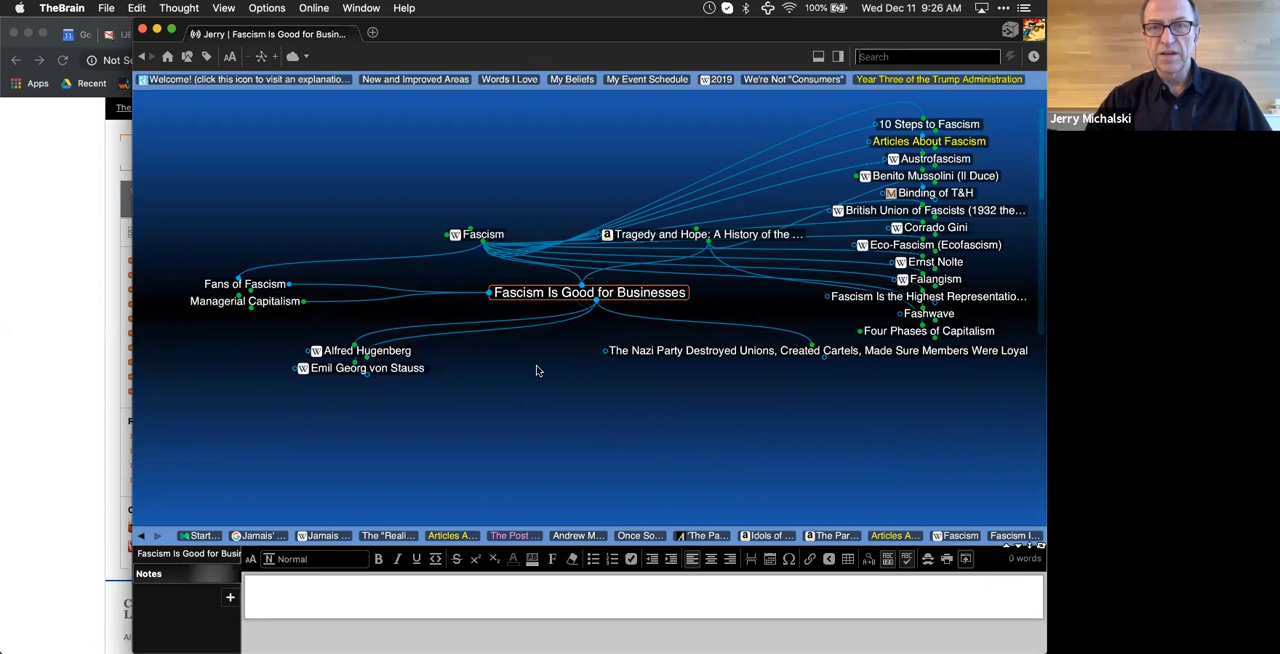 TheBrain File Edit Thought View Options Online Window Help 100% Wed Dec 11 9:26 AM
Jerry | Fascism Is Good for Busin...
Go
IJE
Not S
Search
Apps Recent
Welcome! (click this icon to visit an explanatio... New and Improved Areas Words I Love My Beliefs My Event Schedule 2019 We're Not "Consumers" Year Three of the Trump Administration
The
Jerry Michalski
10 Steps to Fascism
Articles About Fascism
Austrofascism
Benito Mussolini (Il Duce)
Binding of T&H
British Union of Fascists (1932 the...
Corrado Gini
Eco-Fascism (Ecofascism)
Ernst Nolte
Falangism
Fascism Is the Highest Representatio...
Fashwave
Four Phases of Capitalism
Fascism
Tragedy and Hope: A History of the ...
Fans of Fascism
Managerial Capitalism
Fascism Is Good for Businesses
Alfred Hugenberg
Emil Georg von Stauss
The Nazi Party Destroyed Unions, Created Cartels, Made Sure Members Were Loyal
Start... Jamais' ... Jamais ... The "Reali... Articles A... The Post ... Andrew M... Once So... 'The Pa... Idols of ... The Par... Articles A... Fascism Fascism I...
Fascism Is Good for Busin
Normal
0 words
Notes